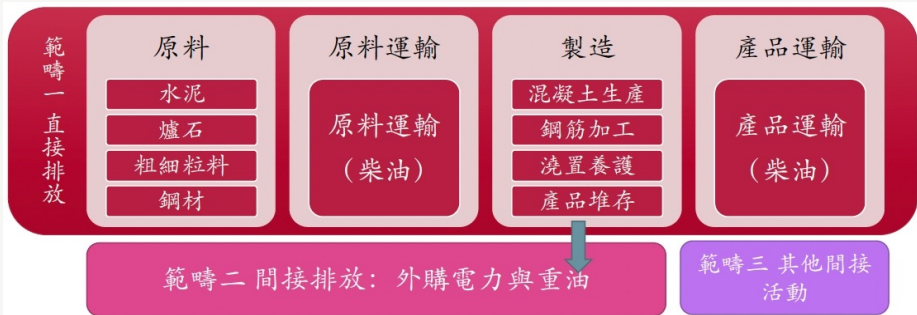 範疇一 直接排放
原料
水泥
爐石
粗細粒料
鋼材
原料運輸
原料運輸
（柴油）
製造
混凝土生產
鋼筋加工
澆置養護
產品堆存
產品運輸
產品運輸
（柴油）
範疇二 間接排放：外購電力與重油
範疇三 其他間接
活動